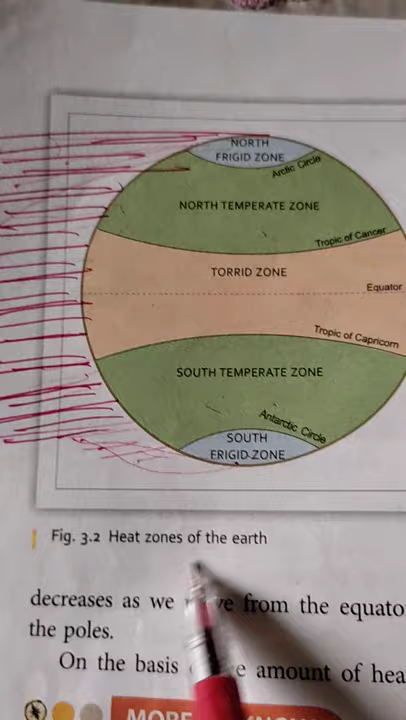 NORTH
FRIGID ZONE
Arctic Circle
NORTH TEMPERATE ZONE
Tropic of Cancer
TORRID ZONE
Equator
Tropic of Capricorn
SOUTH TEMPERATE ZONE
Antarctic Circle
SOUTH
FRIGID ZONE
Fig. 3.2 Heat zones of the earth
decreases as we from the equato
the poles.
On the basis amount of hea
MORE